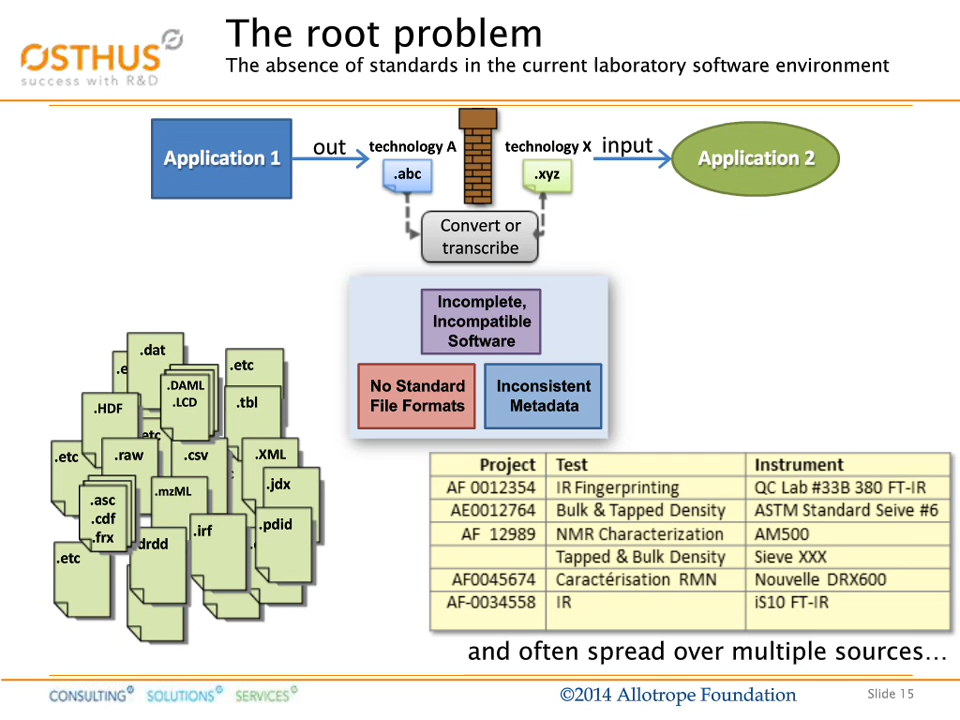 OSTHUS
success with R&D
The root problem
The absence of standards in the current laboratory software environment
Application 1
out
technology A
.abc
technology X
.xyz
input
Application 2
Convert or
transcribe
Incomplete,
Incompatible
Software
No Standard
File Formats
Inconsistent
Metadata
.dat
.e
.etc
.DAML
.LCD
.HDF
.tbl
etc
.etc
.raw
.csv
.XML
.mzML
.jdx
.asc
.cdf
.frx
.irf
.pdid
drdd
.etc
Project Test Instrument
AF 0012354 IR Fingerprinting QC Lab #33B 380 FT-IR
AE0012764 Bulk & Tapped Density ASTM Standard Seive #6
AF 12989 NMR Characterization AM500
Tapped & Bulk Density Sieve XXX
AF0045674 Caractérisation RMN Nouvelle DRX600
AF-0034558 IR iS10 FT-IR
and often spread over multiple sources…
CONSULTING SOLUTIONS SERVICES
©2014 Allotrope Foundation
Slide 15